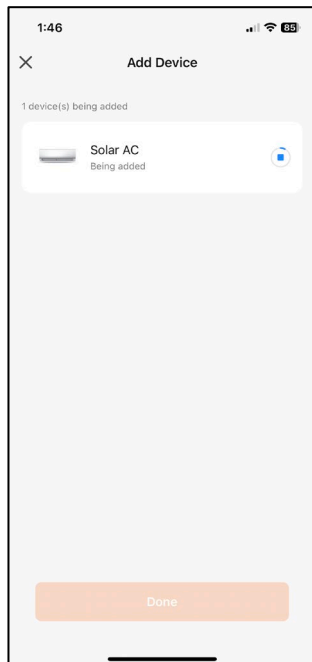 1:46
85
Add Device
1 device(s) being added
Solar AC
Being added
Done